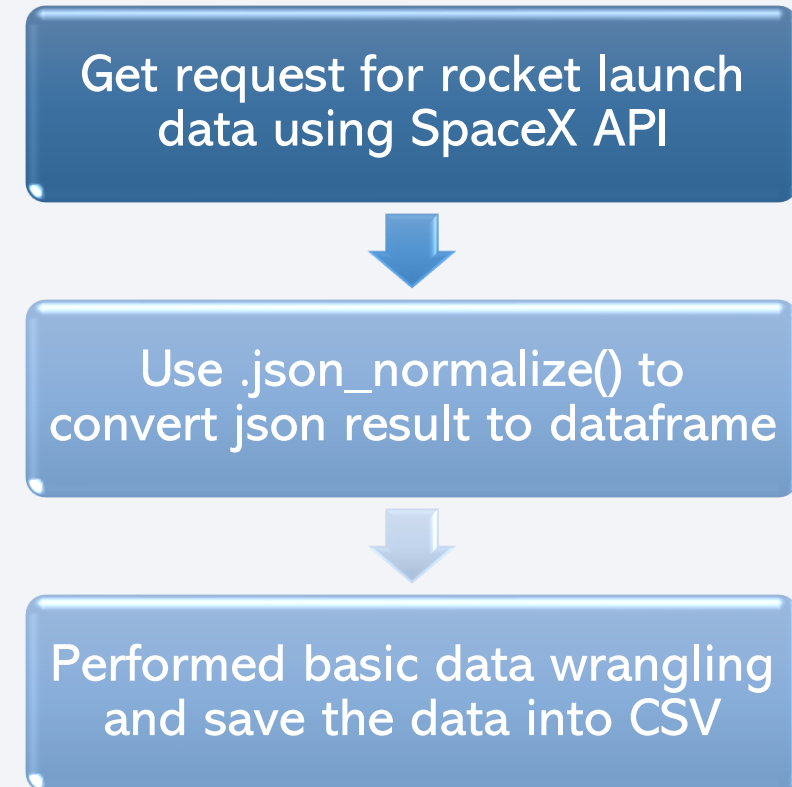 Get request for rocket launch
data using SpaceX API
Use .json_normalize() to
convert json result to dataframe
Performed basic data wrangling
and save the data into CSV